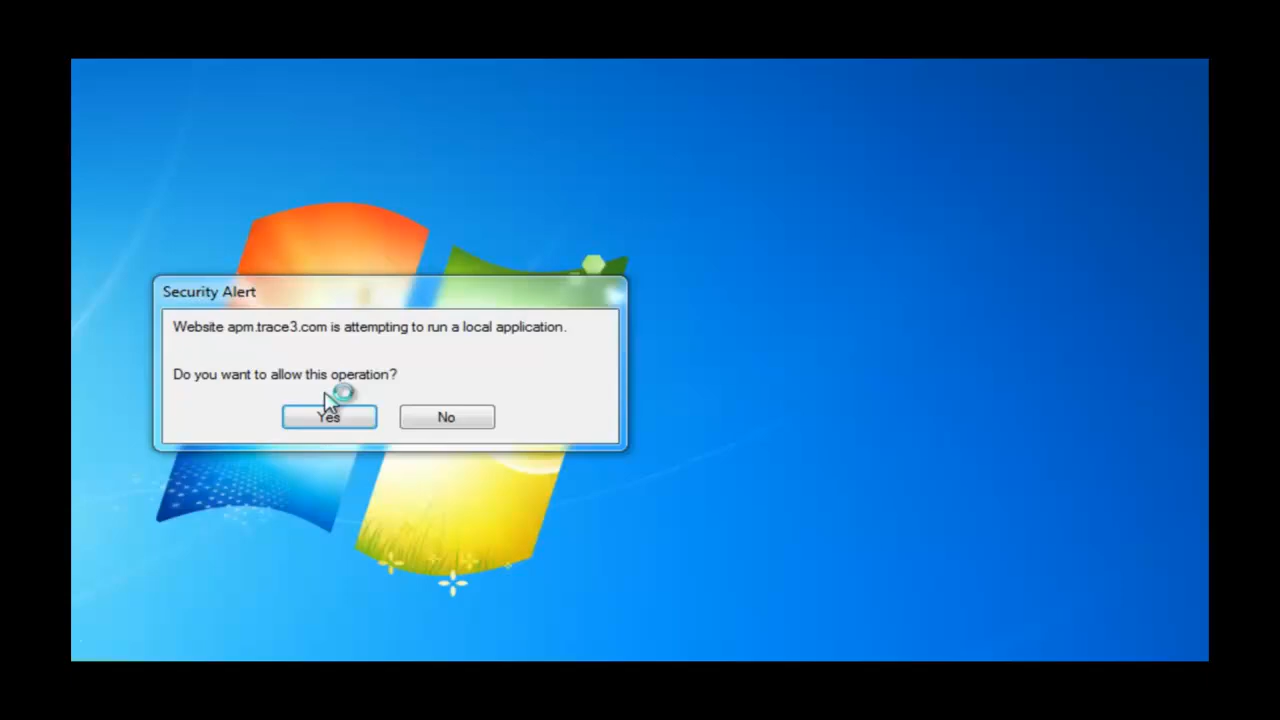 Security Alert
Website apm.trace3.com is attempting to run a local application.
Do you want to allow this operation?
Yes
No